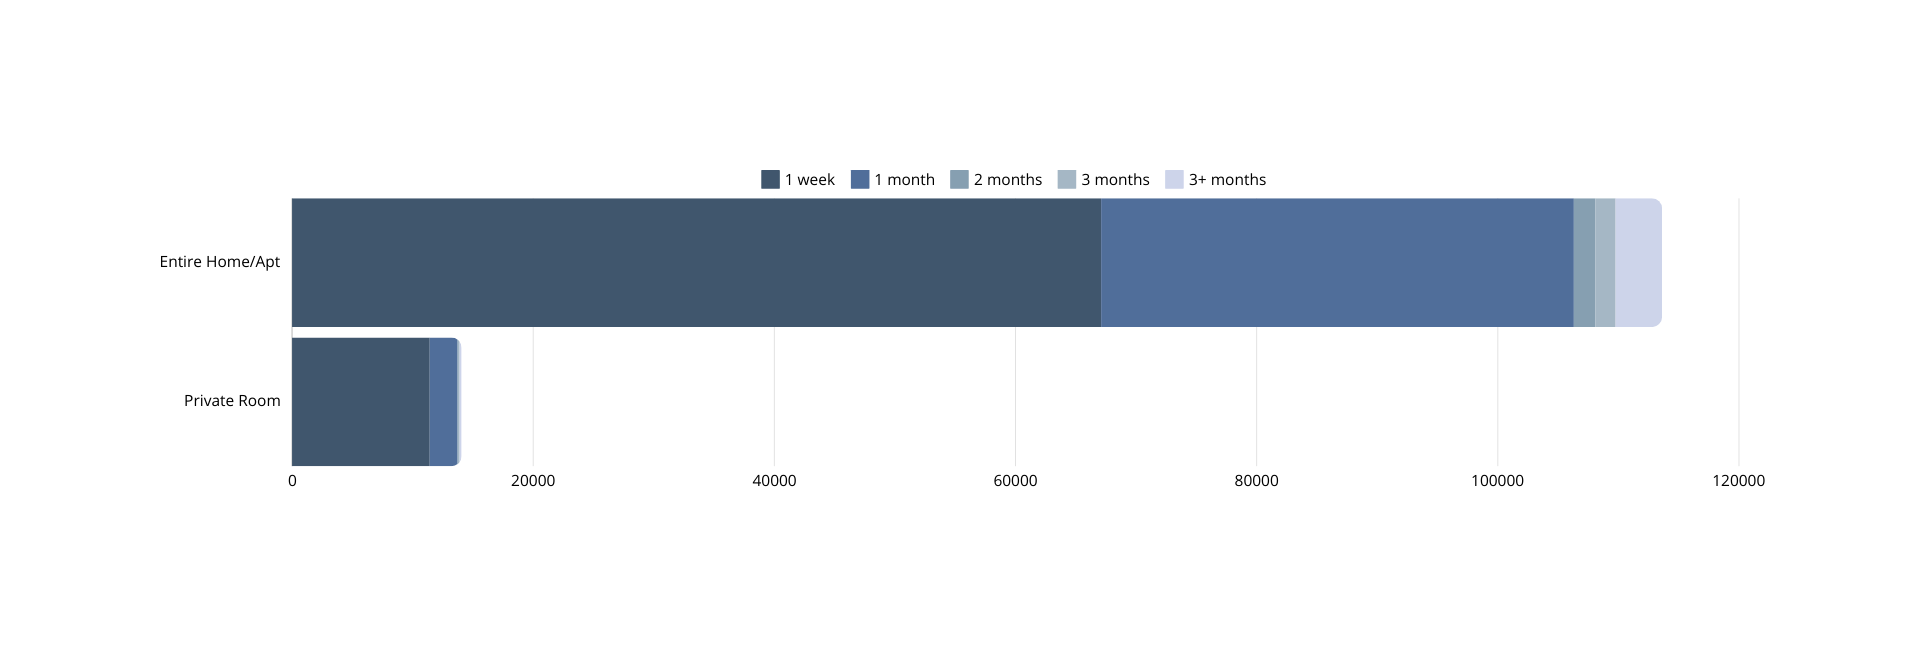 1 week 1 month 2 months 3 months 3+ months
Entire Home/Apt
Private Room
0 20000 40000 60000 80000 100000 120000